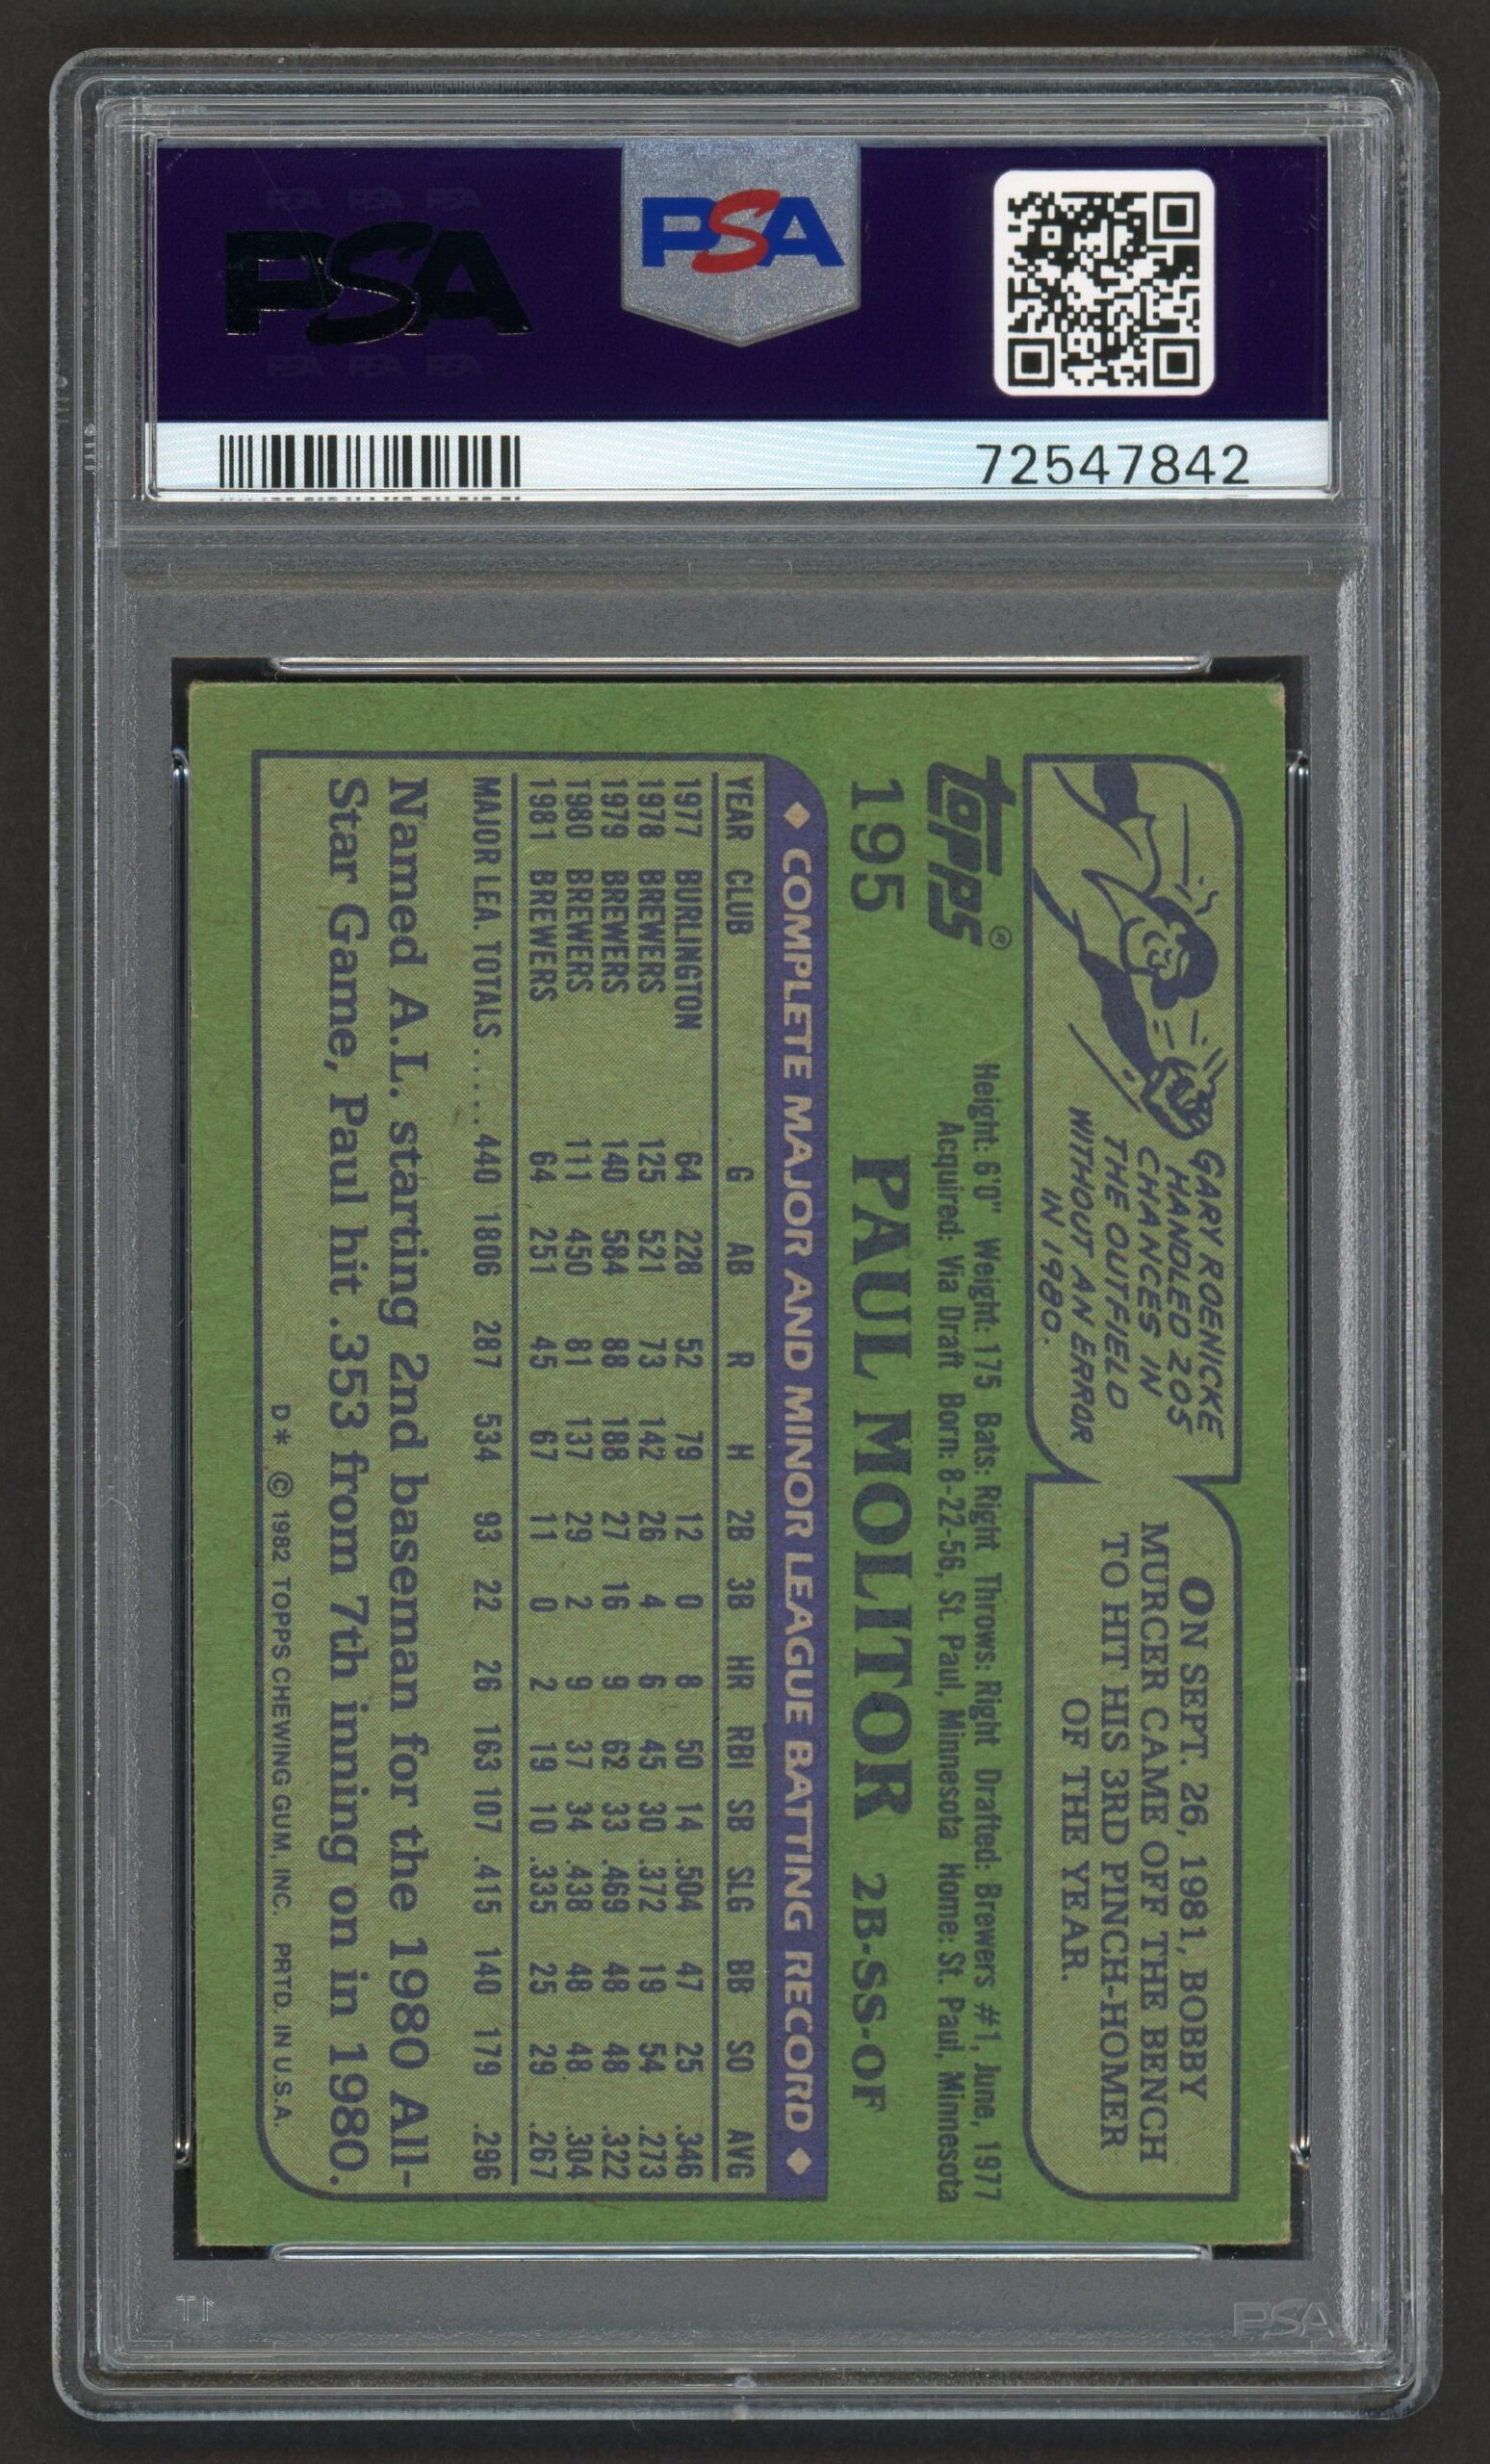 PSA PSA PSA
PSA
PSA PSA PSA
PSA
72547842
GARY ROENICKE
HANDLED 205
CHANCES IN
THE OUTFIELD
WITHOUT AN ERROR
IN 1980.
ON SEPT. 26, 1981, BOBBY
MURCER CAME OFF THE BENCH
TO HIT HIS 3RD PINCH-HOMER
OF THE YEAR.
topps®
Height: 6'0" Weight: 175 Bats: Right Throws: Right Drafted: Brewers #1, June, 1977
Acquired: Via Draft Born: 8-22-56, St. Paul, Minnesota Home: St. Paul, Minnesota
195 PAUL MOLITOR 2B-SS-OF
◆ COMPLETE MAJOR AND MINOR LEAGUE BATTING RECORD ◆
YEAR CLUB G AB R H 2B 3B HR RBI SB SLG BB SO AVG
1977 BURLINGTON 64 228 52 79 12 0 8 50 14 .504 47 25 .346
1978 BREWERS 125 521 73 142 26 4 6 45 30 .372 19 54 .273
1979 BREWERS 140 584 88 188 27 16 9 62 33 .469 48 48 .322
1980 BREWERS 111 450 81 137 29 2 9 37 34 .438 48 48 .304
1981 BREWERS 64 251 45 67 11 0 2 19 10 .335 25 29 .267
MAJOR LEA. TOTALS..... 440 1806 287 534 93 22 26 163 107 .415 140 179 .296
Named A.L. starting 2nd baseman for the 1980 All-
Star Game, Paul hit .353 from 7th inning on in 1980.
D* © 1982 TOPPS CHEWING GUM, INC. PRTD. IN U.S.A.
PSA